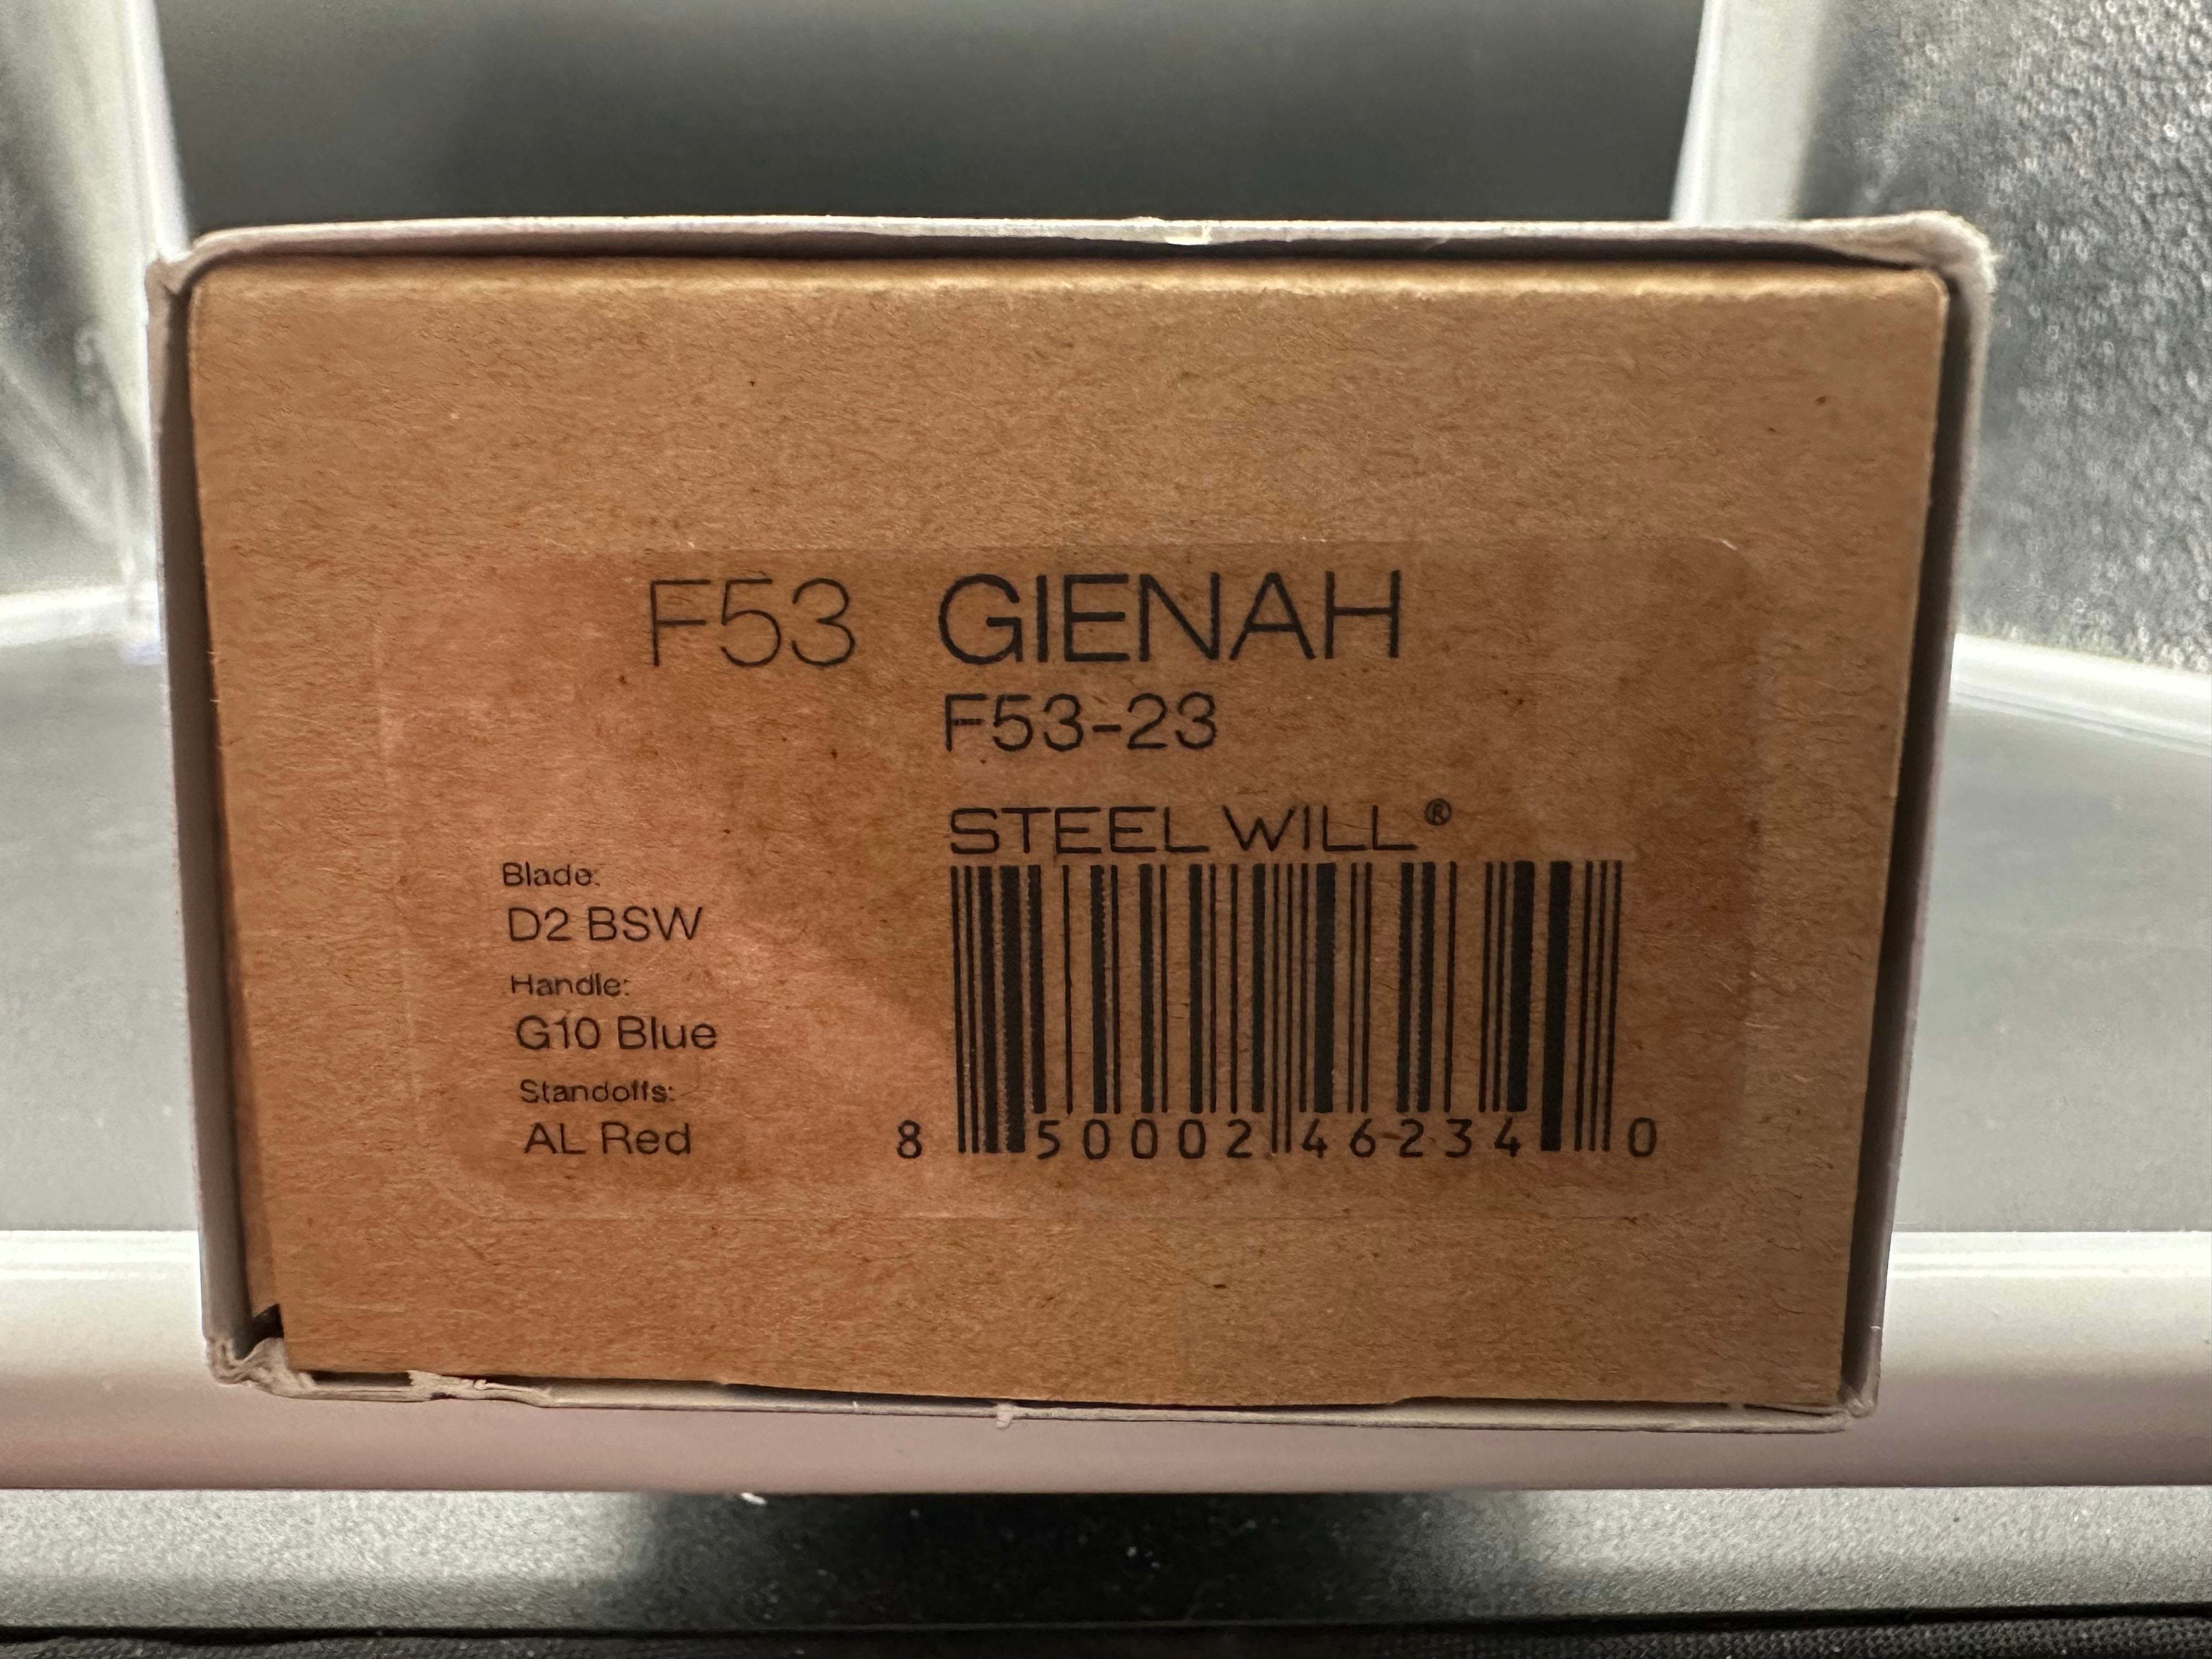 F53 GIENAH
F53-23
STEEL WILL®
Blade:
D2 BSW
Handle:
G10 Blue
Standoffs:
AL Red
8 50002 46234 0